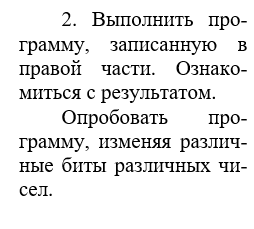 2. Выполнить про-
грамму, записанную в
правой части. Ознако-
миться с результатом.
Опробовать про-
грамму, изменяя различ-
ные биты различных чи-
сел.